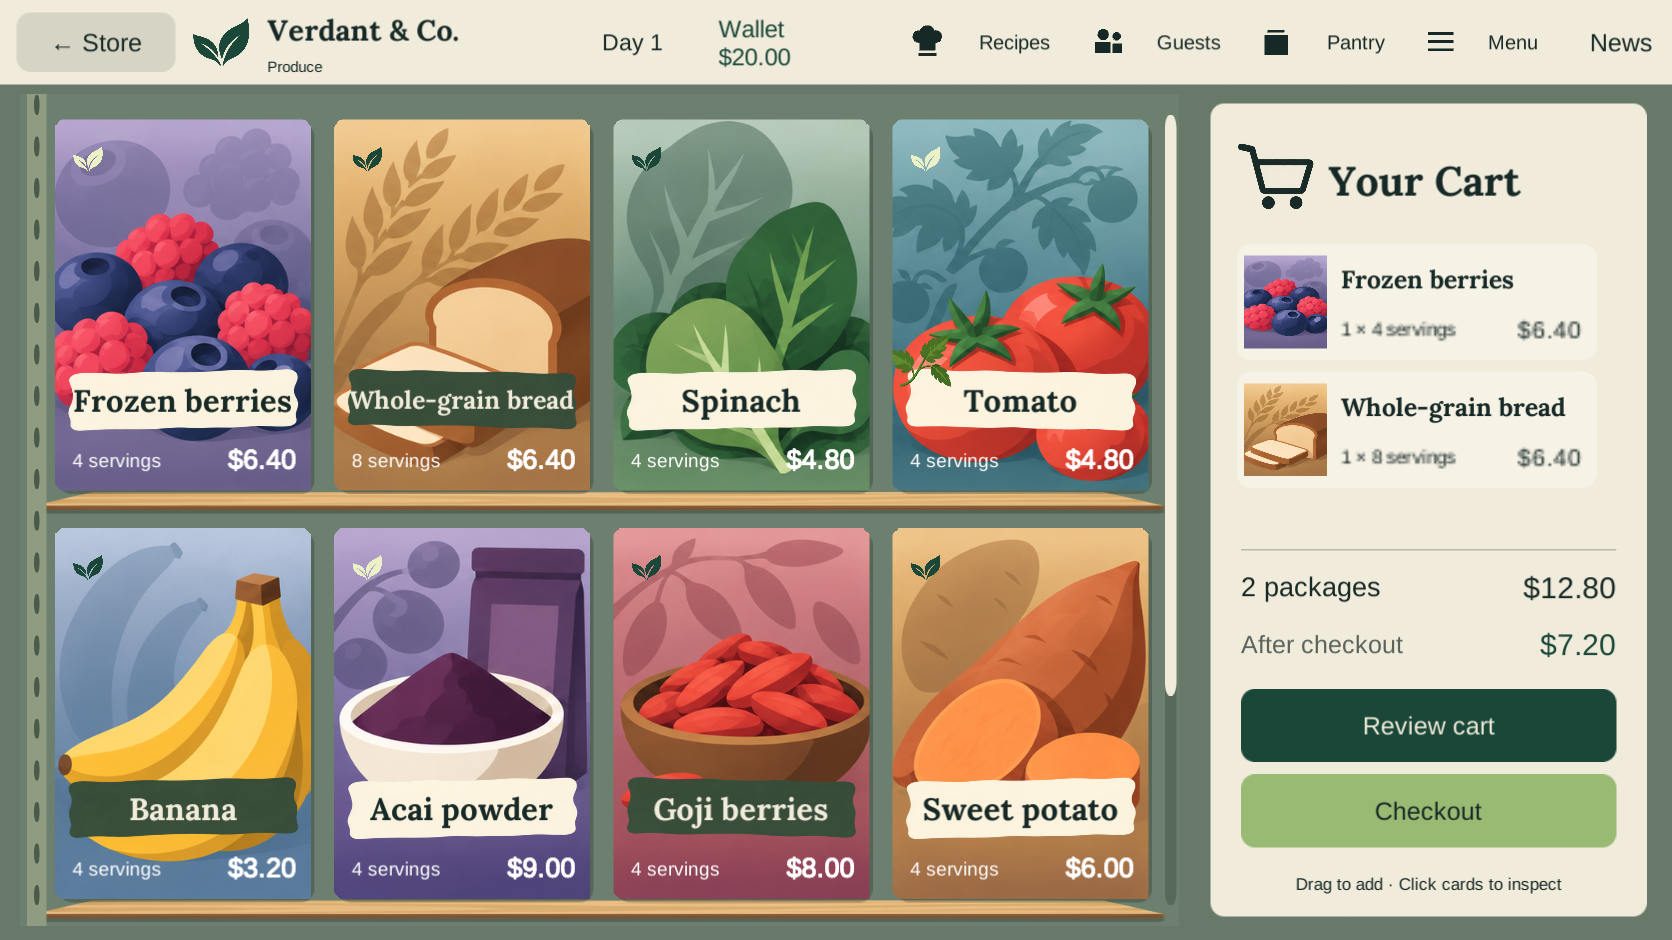 ← Store
Verdant & Co.
Produce
Day 1
Wallet
$20.00
Recipes
Guests
Pantry
Menu
News
Frozen berries
4 servings $6.40
Whole-grain bread
8 servings $6.40
Spinach
4 servings $4.80
Tomato
4 servings $4.80
Banana
4 servings $3.20
Acai powder
4 servings $9.00
Goji berries
4 servings $8.00
Sweet potato
4 servings $6.00
Your Cart
Frozen berries
1 × 4 servings $6.40
Whole-grain bread
1 × 8 servings $6.40
2 packages $12.80
After checkout $7.20
Review cart
Checkout
Drag to add · Click cards to inspect